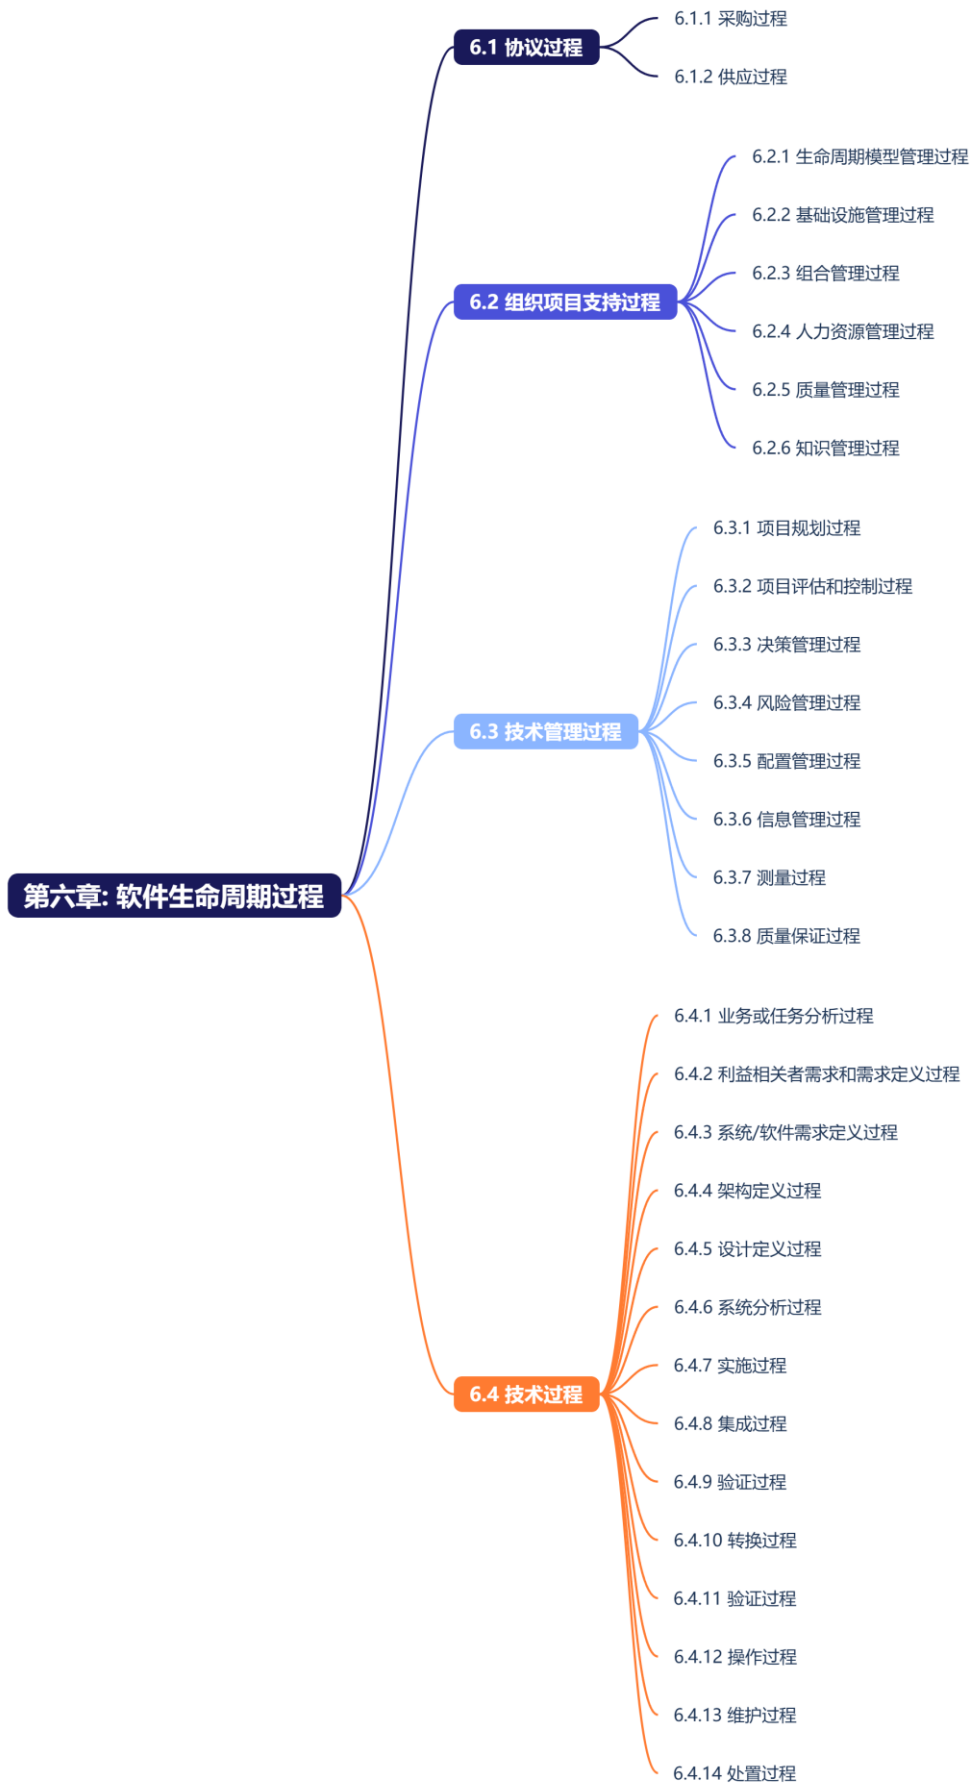 第六章: 软件生命周期过程
6.1 协议过程
6.1.1 采购过程
6.1.2 供应过程
6.2 组织项目支持过程
6.2.1 生命周期模型管理过程
6.2.2 基础设施管理过程
6.2.3 组合管理过程
6.2.4 人力资源管理过程
6.2.5 质量管理过程
6.2.6 知识管理过程
6.3 技术管理过程
6.3.1 项目规划过程
6.3.2 项目评估和控制过程
6.3.3 决策管理过程
6.3.4 风险管理过程
6.3.5 配置管理过程
6.3.6 信息管理过程
6.3.7 测量过程
6.3.8 质量保证过程
6.4 技术过程
6.4.1 业务或任务分析过程
6.4.2 利益相关者需求和需求定义过程
6.4.3 系统/软件需求定义过程
6.4.4 架构定义过程
6.4.5 设计定义过程
6.4.6 系统分析过程
6.4.7 实施过程
6.4.8 集成过程
6.4.9 验证过程
6.4.10 转换过程
6.4.11 验证过程
6.4.12 操作过程
6.4.13 维护过程
6.4.14 处置过程